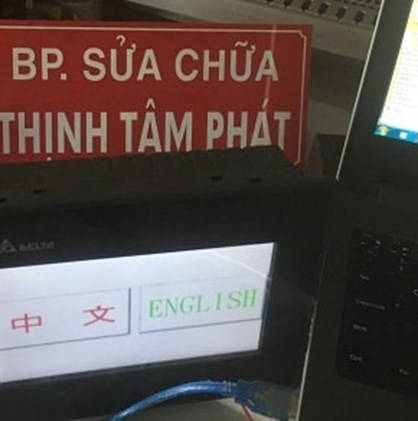 BP. SỬA CHỮA
THỊNH TÂM PHÁT
DELTA
中 文
ENGLISH